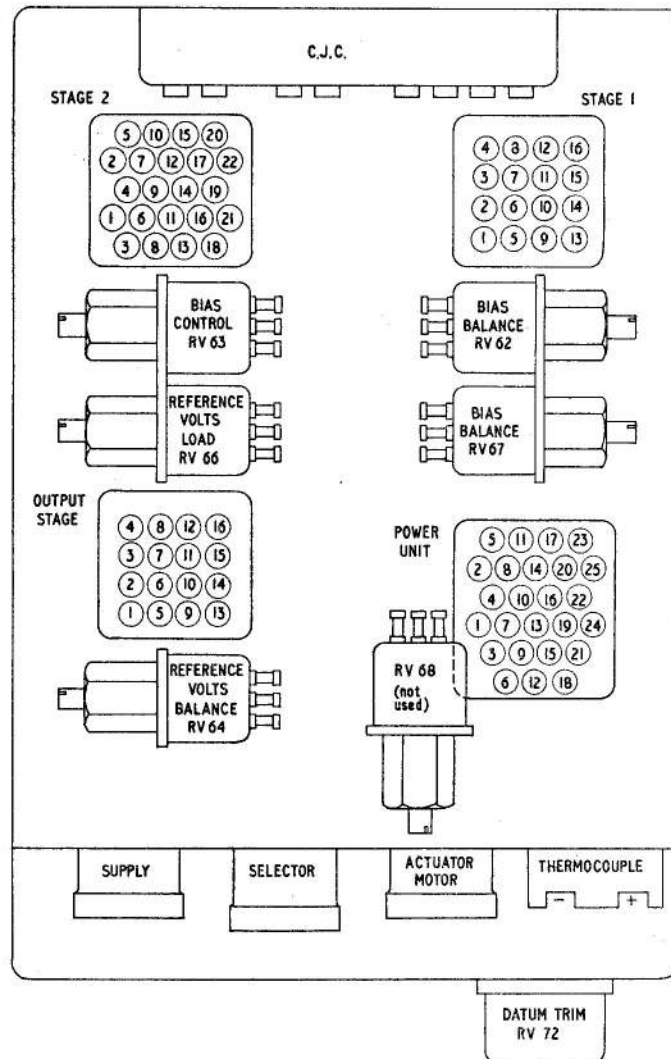 C.J.C.
STAGE 2
STAGE 1
5 10 15 20
2 7 12 17 22
4 9 14 19
1 6 11 16 21
3 8 13 18
4 8 12 16
3 7 11 15
2 6 10 14
1 5 9 13
BIAS
CONTROL
RV 63
BIAS
BALANCE
RV 62
REFERENCE
VOLTS
LOAD
RV 66
BIAS
BALANCE
RV67
OUTPUT
STAGE
4 8 12 16
3 7 11 15
2 6 10 14
1 5 9 13
POWER
UNIT
5 11 17 23
2 8 14 20 25
4 10 16 22
1 7 13 19 24
3 9 15 21
6 12 18
REFERENCE
VOLTS
BALANCE
RV 64
RV 68
(not
used)
SUPPLY
SELECTOR
ACTUATOR
MOTOR
THERMOCOUPLE
− +
DATUM TRIM
RV 72